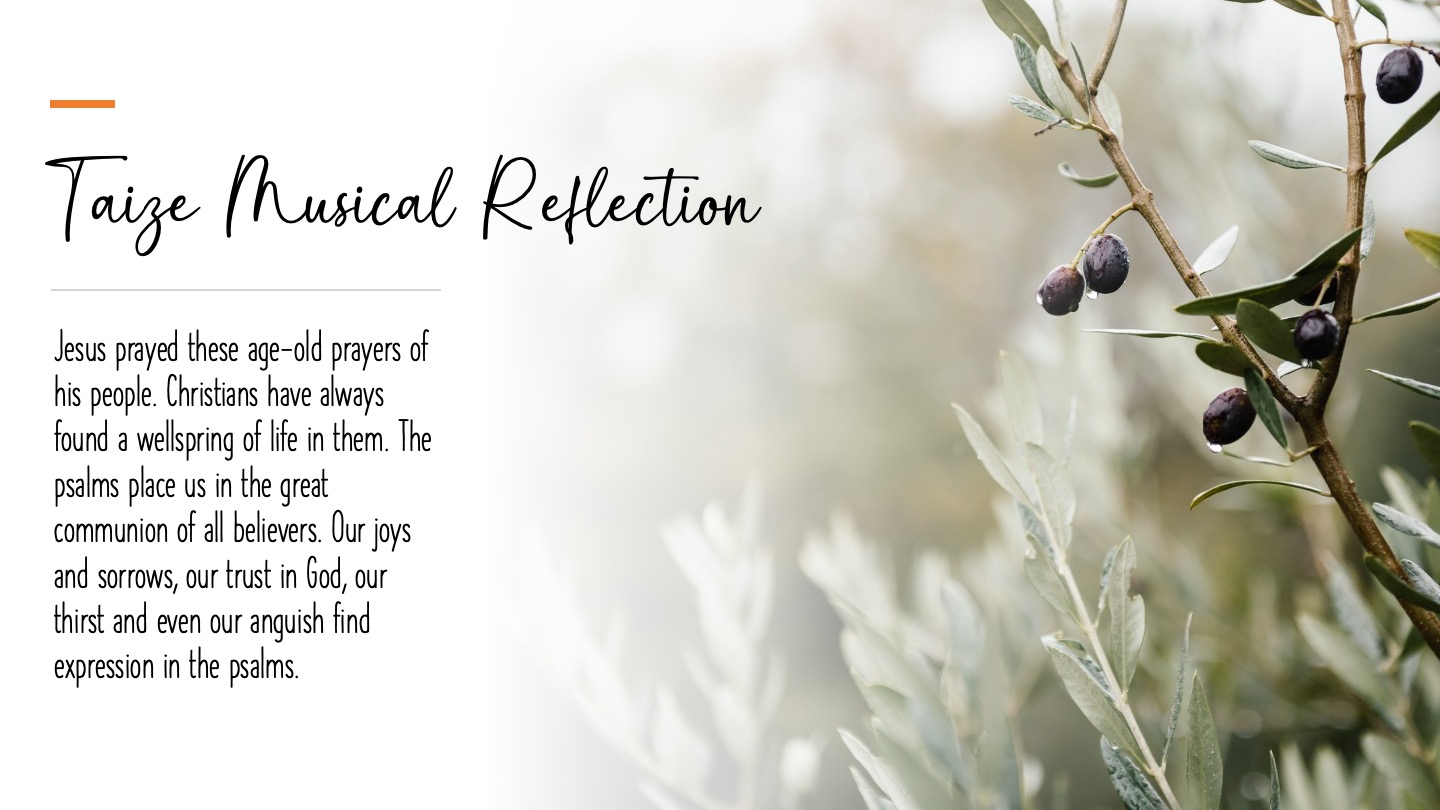 Taize Musical Reflection
Jesus prayed these age-old prayers of
his people. Christians have always
found a wellspring of life in them. The
psalms place us in the great
communion of all believers. Our joys
and sorrows, our trust in God, our
thirst and even our anguish find
expression in the psalms.